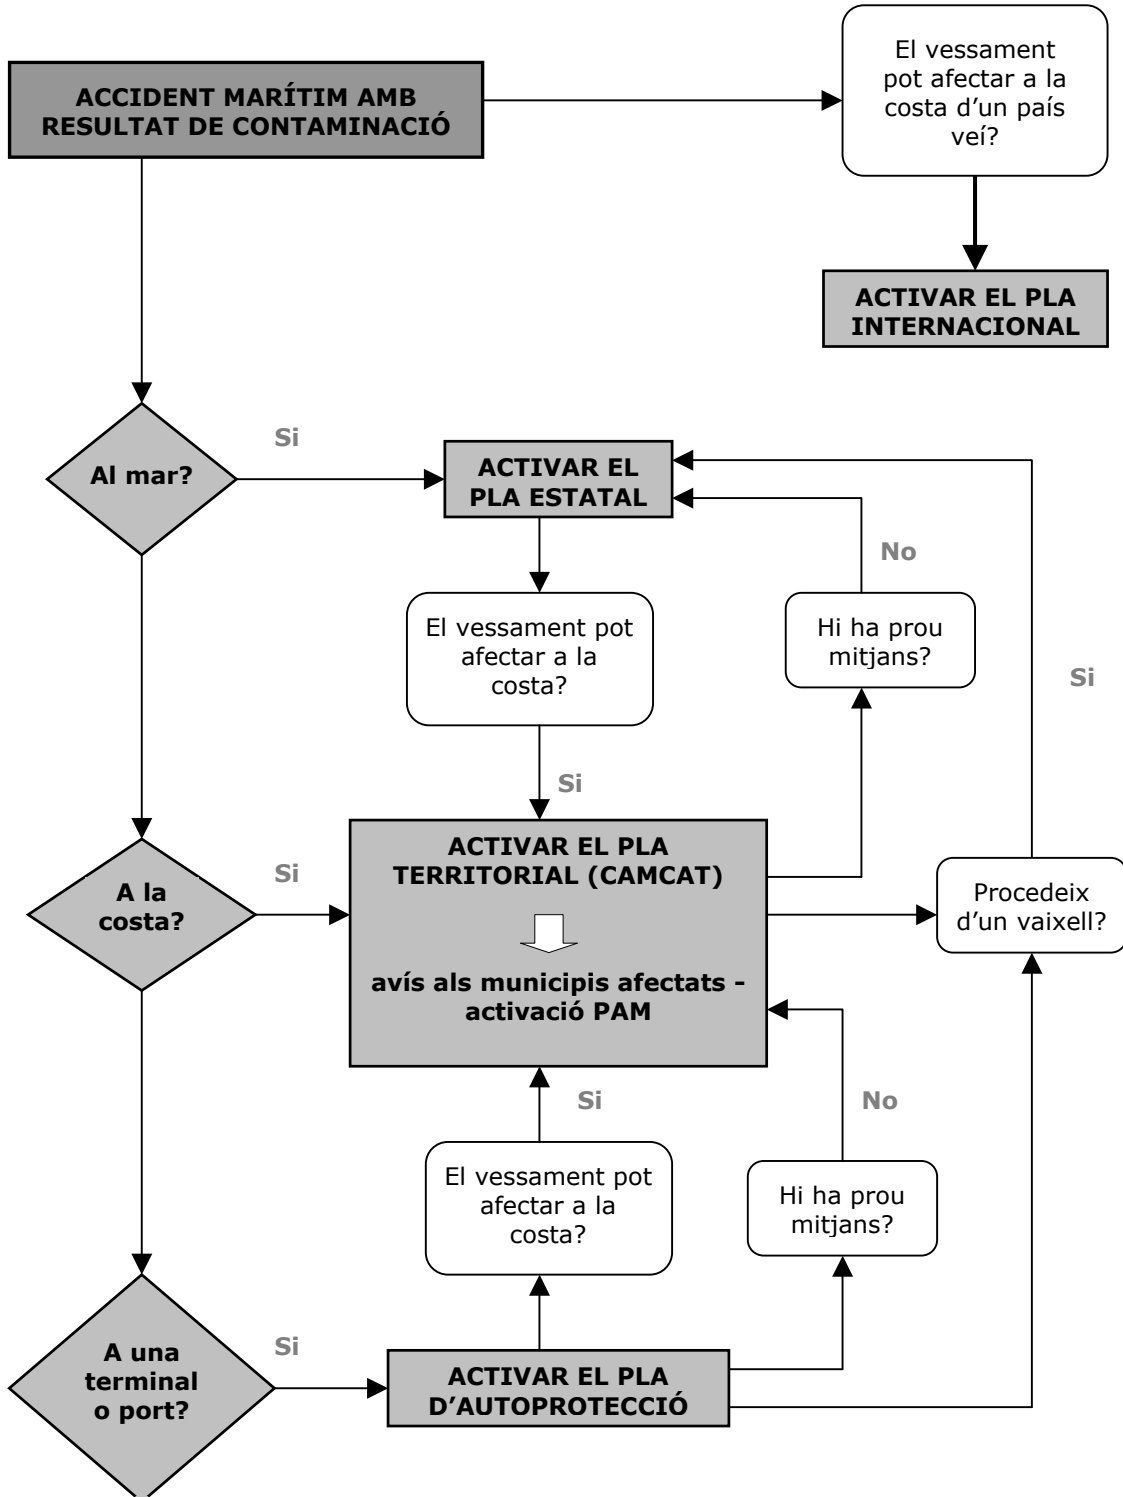 El vessament
pot afectar a la
costa d'un país
veí?
ACCIDENT MARÍTIM AMB
RESULTAT DE CONTAMINACIÓ
ACTIVAR EL PLA
INTERNACIONAL
Al mar?
Si
ACTIVAR EL
PLA ESTATAL
No
El vessament pot
afectar a la
costa?
Hi ha prou
mitjans?
Si
Si
A la
costa?
Si
ACTIVAR EL PLA
TERRITORIAL (CAMCAT)
avís als municipis afectats -
activació PAM
Procedeix
d'un vaixell?
Si
No
El vessament pot
afectar a la
costa?
Hi ha prou
mitjans?
A una
terminal
o port?
Si
ACTIVAR EL PLA
D'AUTOPROTECCIÓ